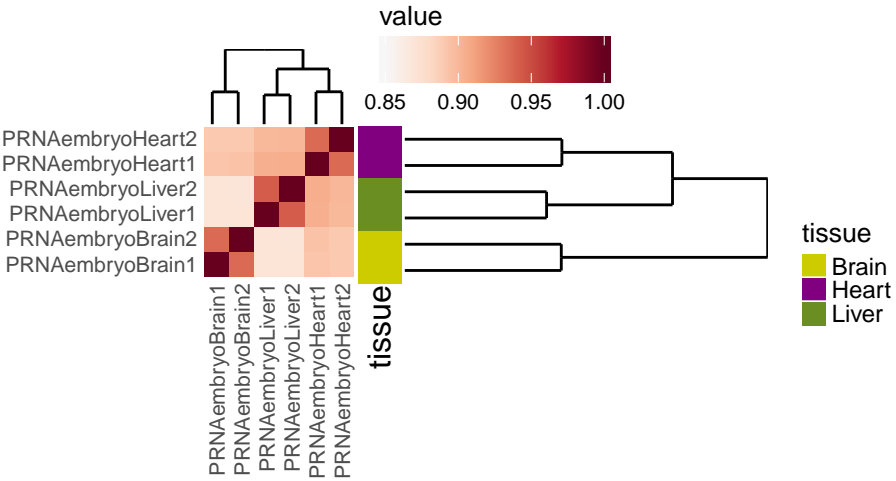 value
0.85 0.90 0.95 1.00
PRNAembryoHeart2
PRNAembryoHeart1
PRNAembryoLiver2
PRNAembryoLiver1
PRNAembryoBrain2
PRNAembryoBrain1
PRNAembryoBrain1
PRNAembryoBrain2
PRNAembryoLiver1
PRNAembryoLiver2
PRNAembryoHeart1
PRNAembryoHeart2
tissue
tissue
Brain
Heart
Liver